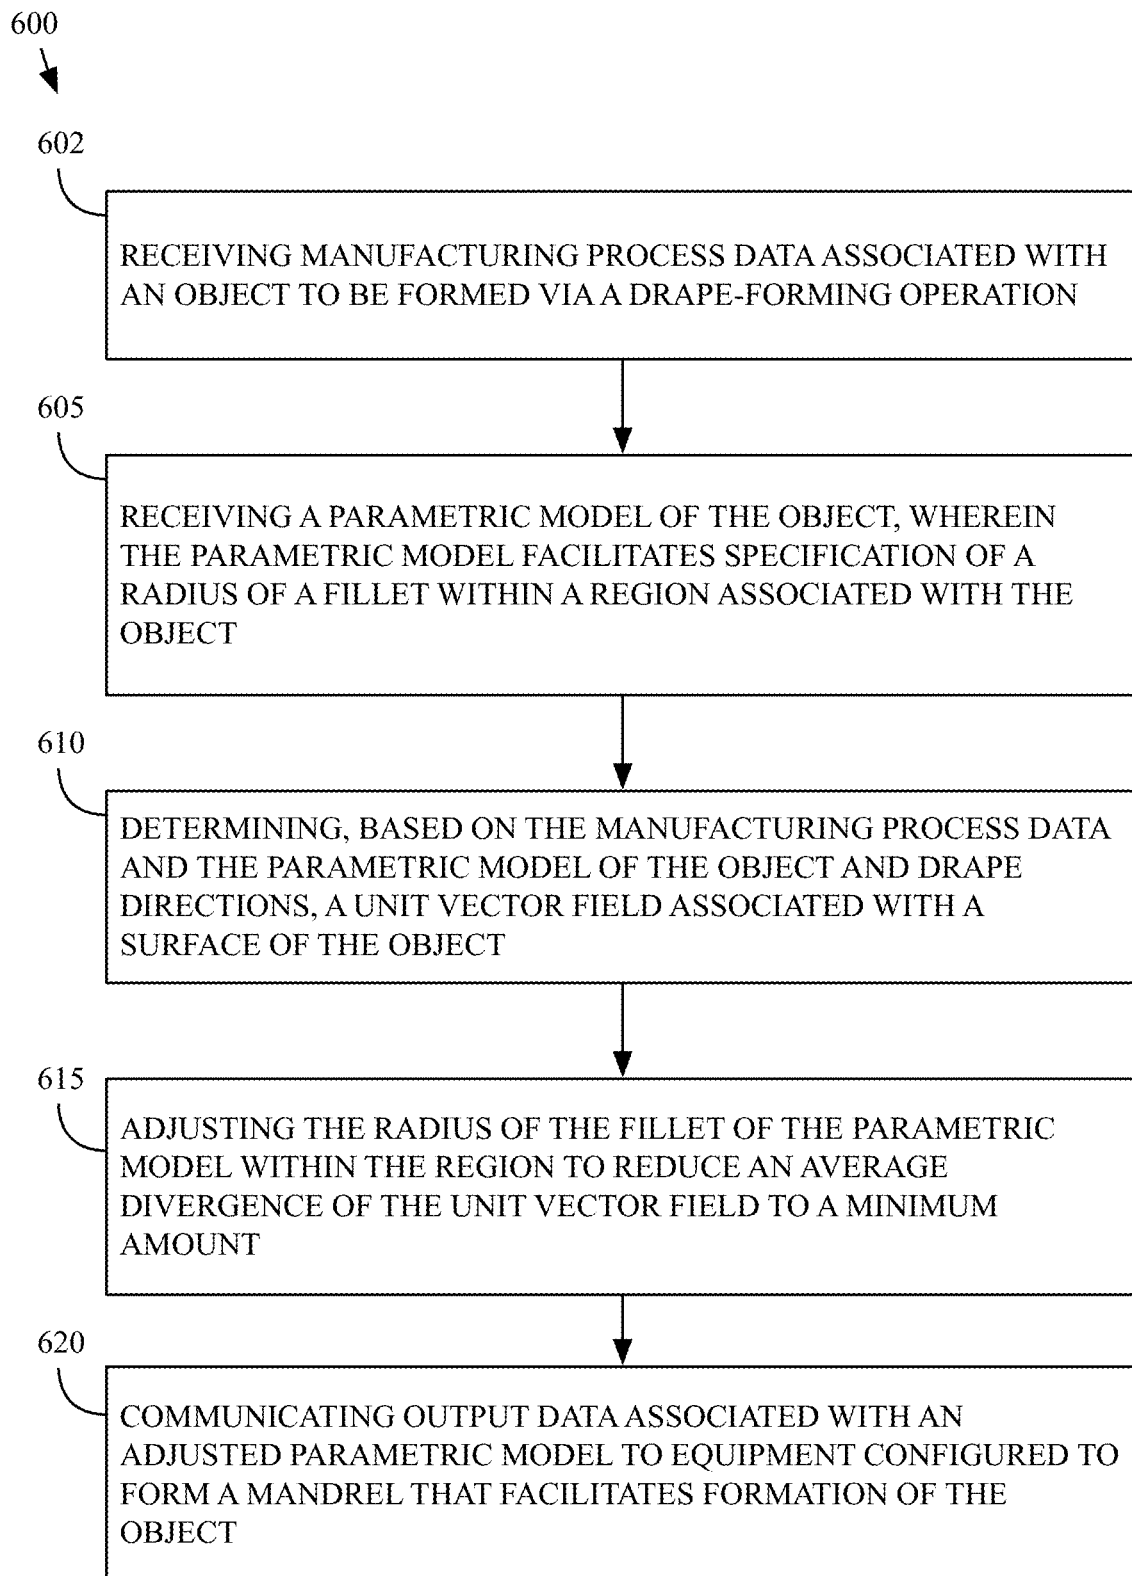 600
602
RECEIVING MANUFACTURING PROCESS DATA ASSOCIATED WITH
AN OBJECT TO BE FORMED VIA A DRAPE-FORMING OPERATION
605
RECEIVING A PARAMETRIC MODEL OF THE OBJECT, WHEREIN
THE PARAMETRIC MODEL FACILITATES SPECIFICATION OF A
RADIUS OF A FILLET WITHIN A REGION ASSOCIATED WITH THE
OBJECT
610
DETERMINING, BASED ON THE MANUFACTURING PROCESS DATA
AND THE PARAMETRIC MODEL OF THE OBJECT AND DRAPE
DIRECTIONS, A UNIT VECTOR FIELD ASSOCIATED WITH A
SURFACE OF THE OBJECT
615
ADJUSTING THE RADIUS OF THE FILLET OF THE PARAMETRIC
MODEL WITHIN THE REGION TO REDUCE AN AVERAGE
DIVERGENCE OF THE UNIT VECTOR FIELD TO A MINIMUM
AMOUNT
620
COMMUNICATING OUTPUT DATA ASSOCIATED WITH AN
ADJUSTED PARAMETRIC MODEL TO EQUIPMENT CONFIGURED TO
FORM A MANDREL THAT FACILITATES FORMATION OF THE
OBJECT